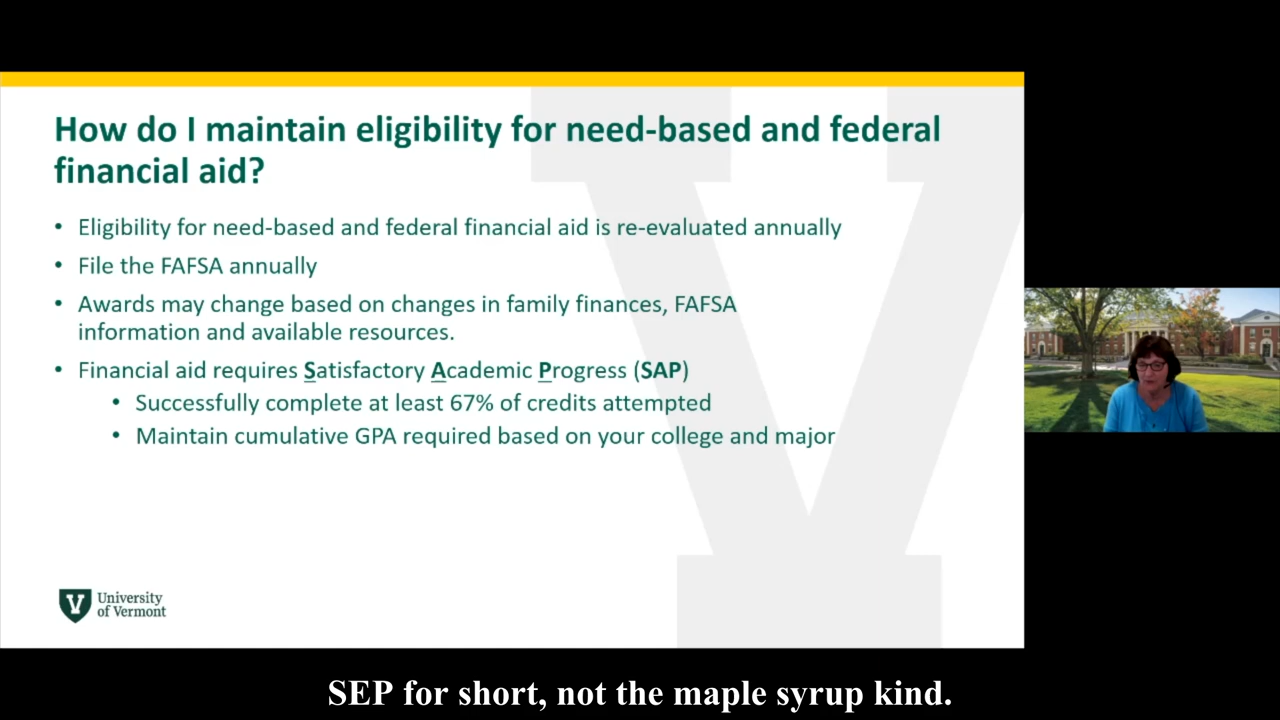 How do I maintain eligibility for need-based and federal
financial aid?
• Eligibility for need-based and federal financial aid is re-evaluated annually
• File the FAFSA annually
• Awards may change based on changes in family finances, FAFSA
information and available resources.
• Financial aid requires Satisfactory Academic Progress (SAP)
• Successfully complete at least 67% of credits attempted
• Maintain cumulative GPA required based on your college and major
V
University
of Vermont
SEP for short, not the maple syrup kind.